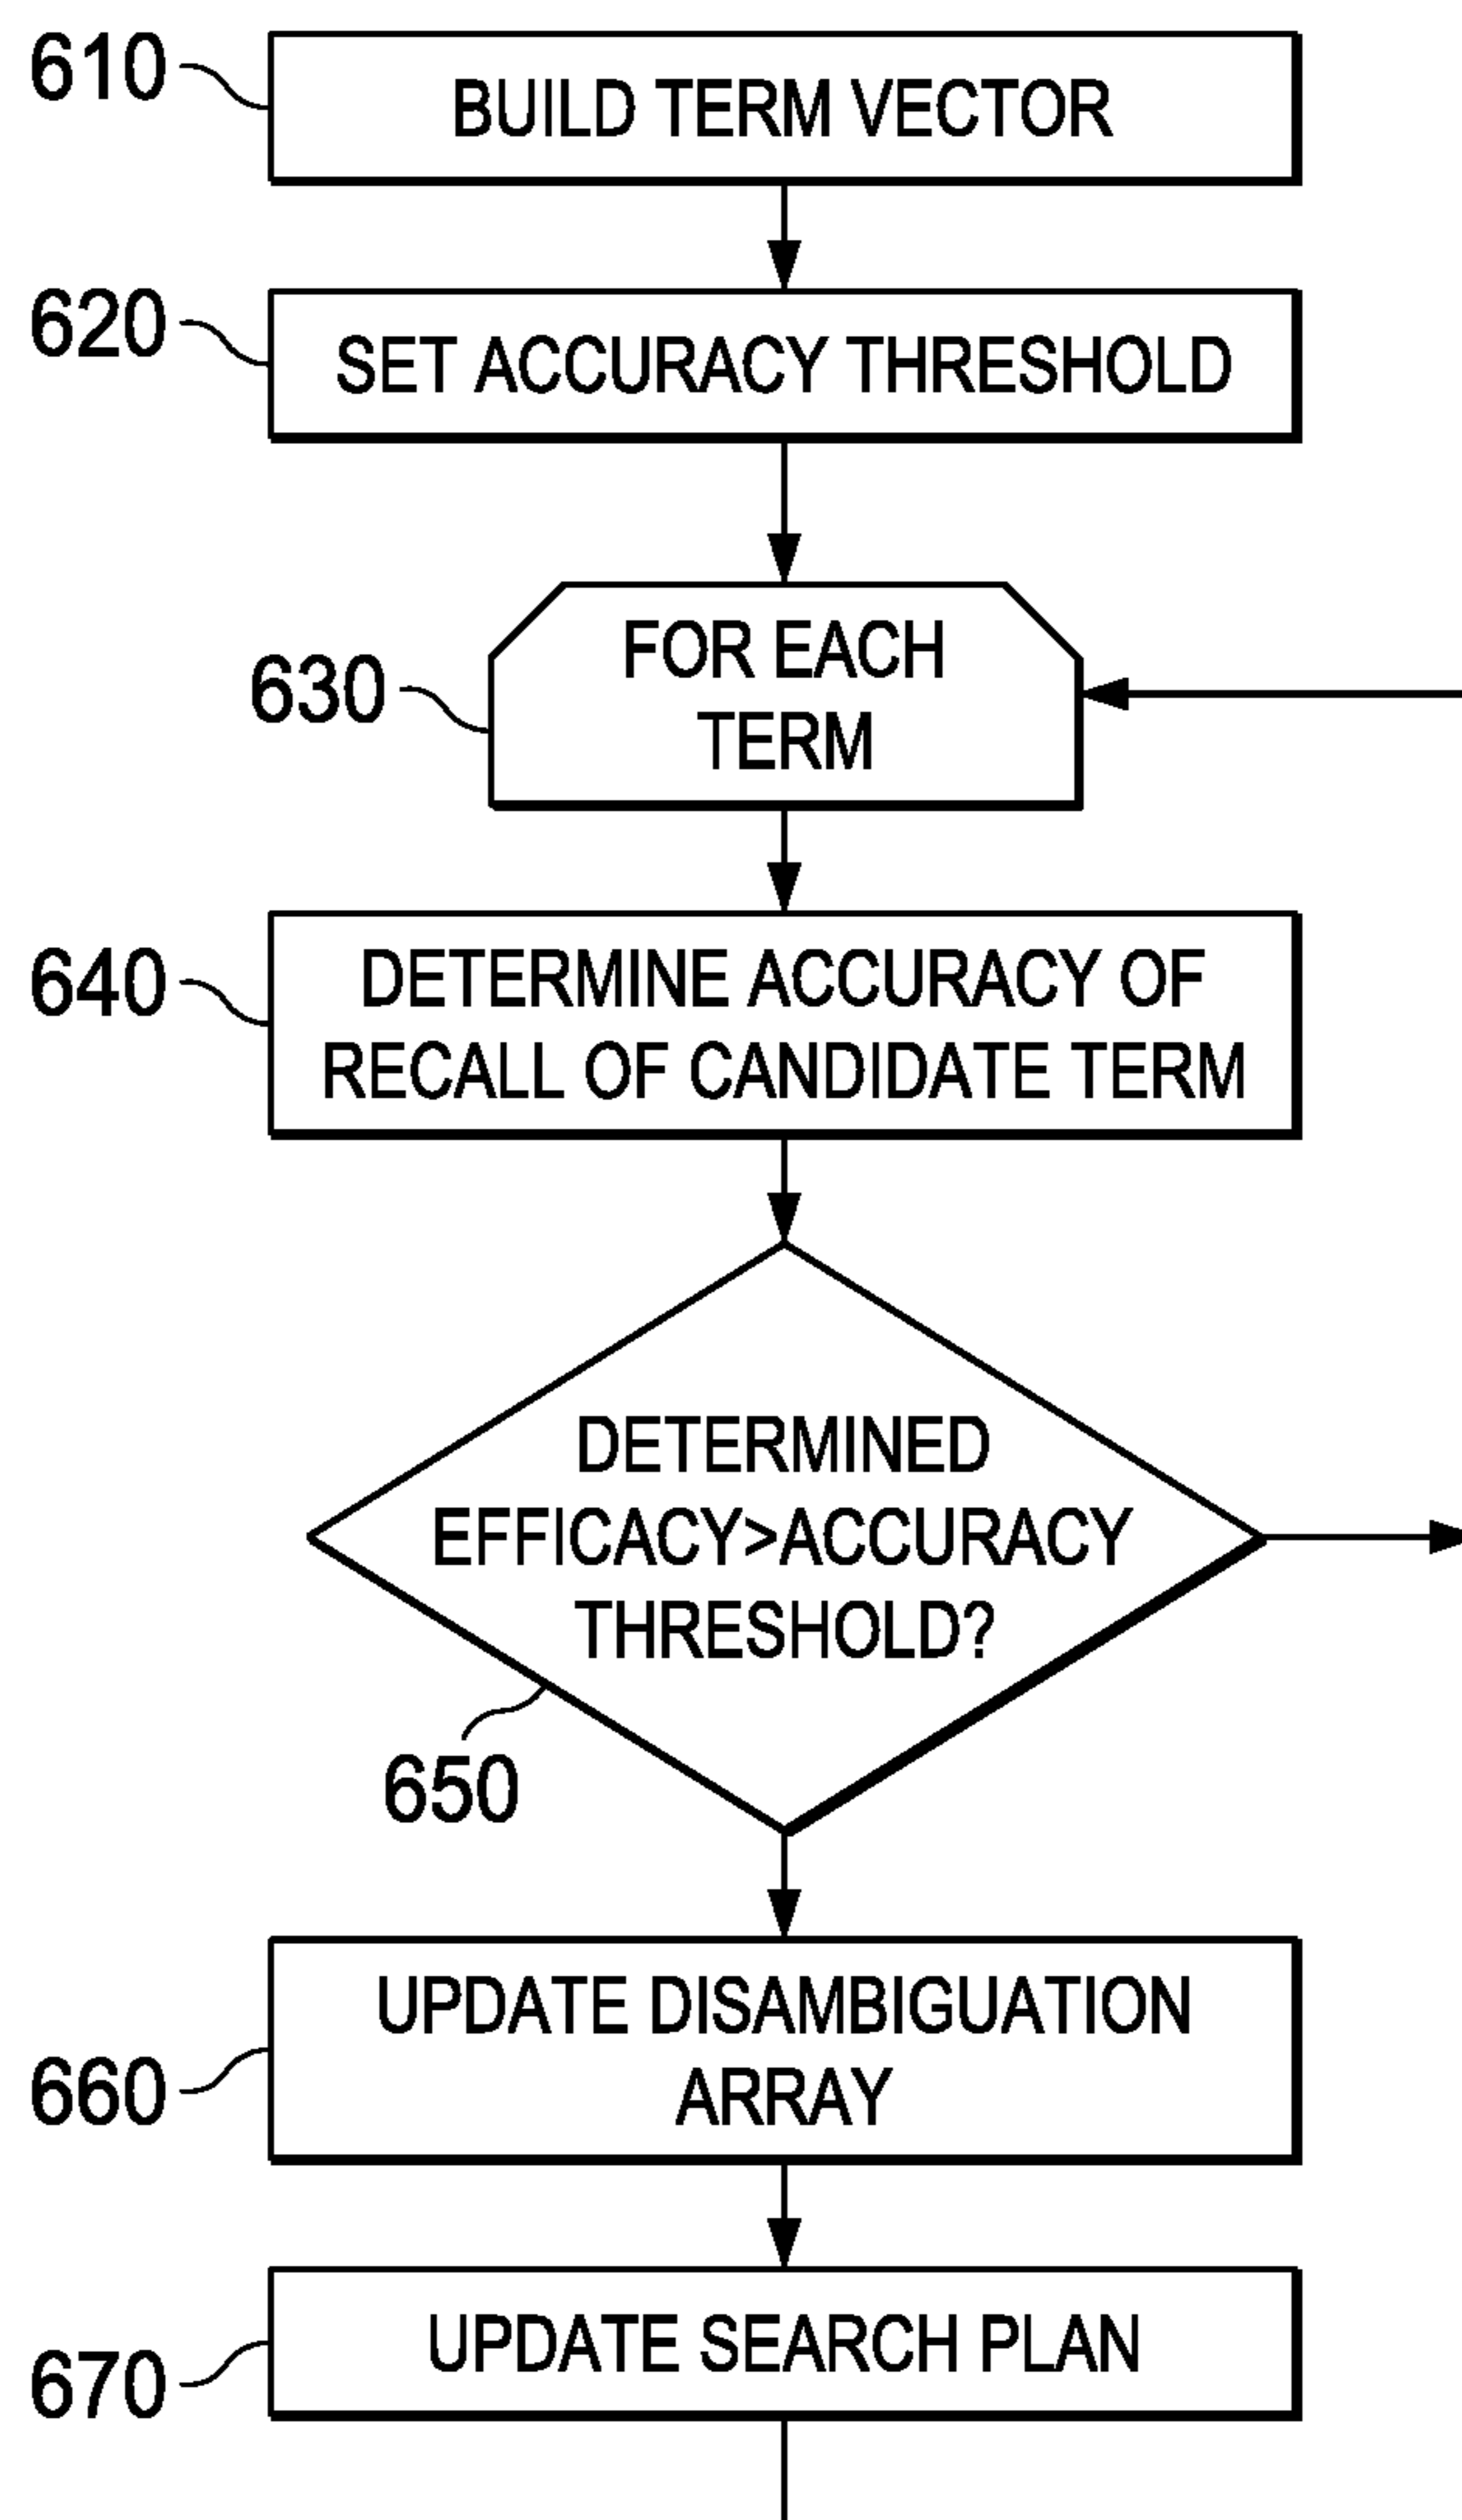 610
BUILD TERM VECTOR
620
SET ACCURACY THRESHOLD
FOR EACH
630
TERM
640
DETERMINE ACCURACY OF
RECALL OF CANDIDATE TERM
DETERMINED
EFFICACY>ACCURACY
THRESHOLD?
650
UPDATE DISAMBIGUATION
660
ARRAY
UPDATE SEARCH PLAN
670